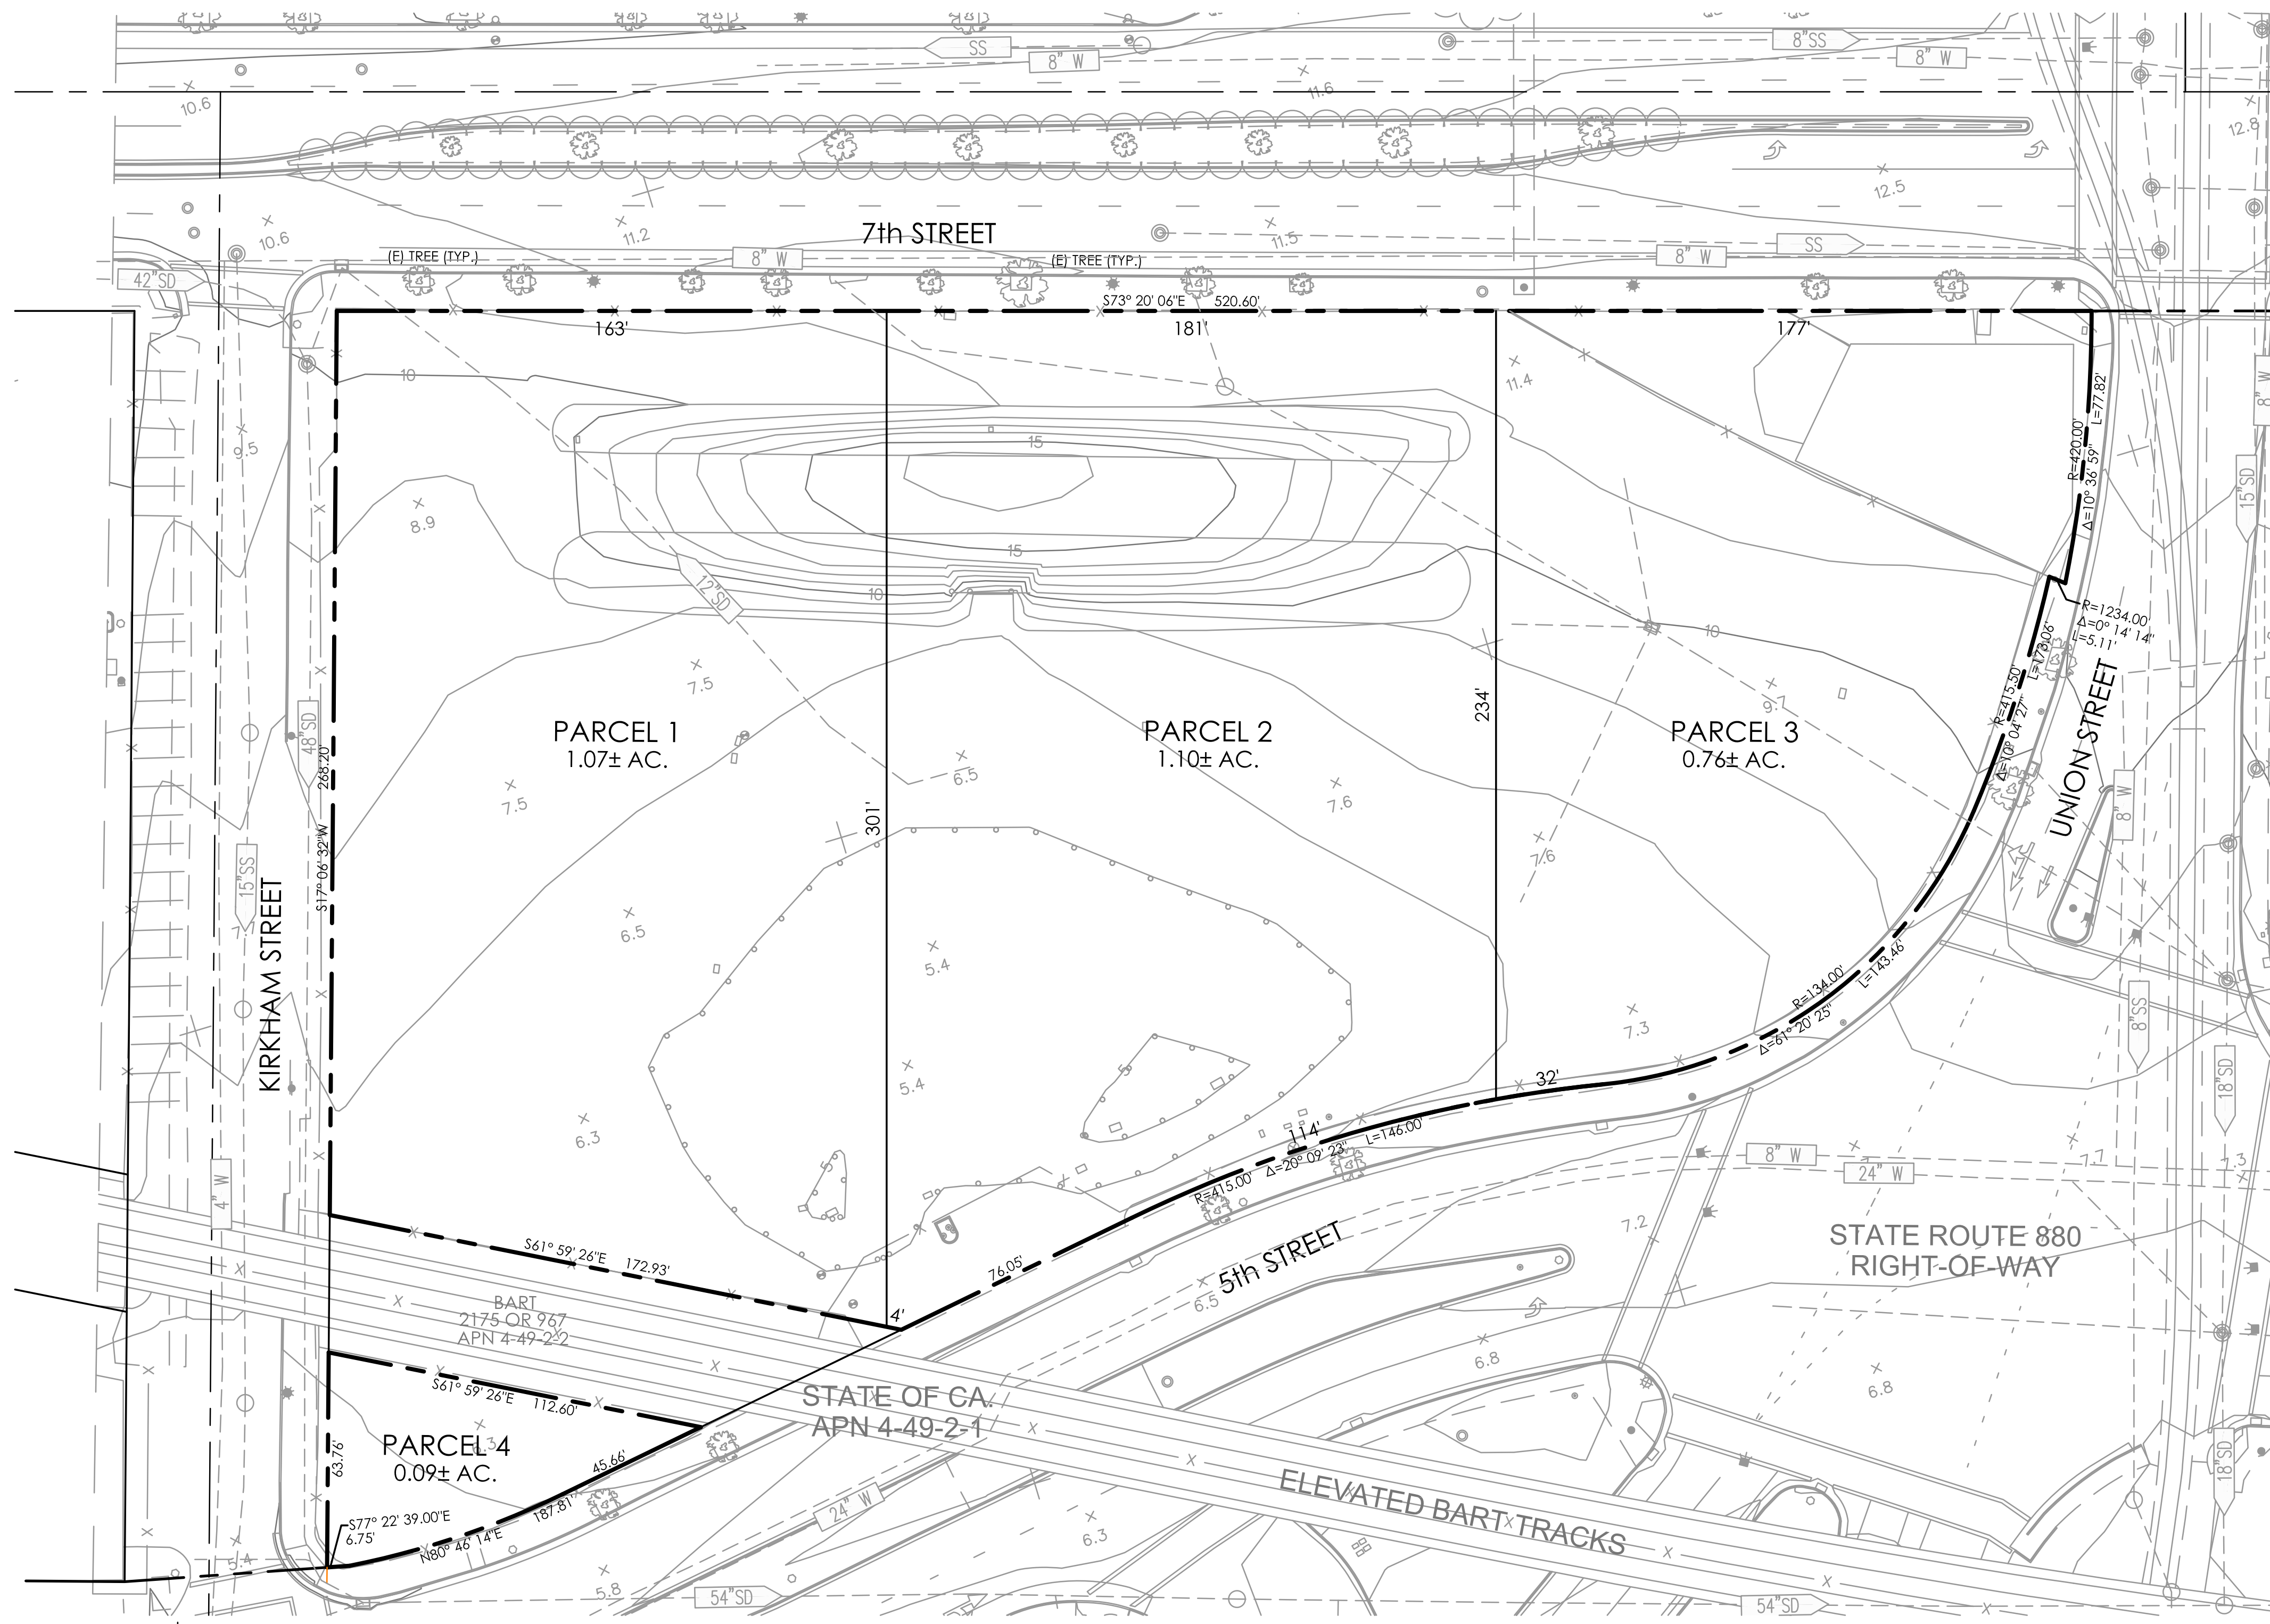 SS
8" W
8"SS
8" W
10.6
11.6
12.8
12.5
10.6
11.2
7th STREET
11.5
SS
(E) TREE (TYP.)
8" W
(E) TREE (TYP.)
8" W
42"SD
S73° 20' 06"E 520.60'
163'
181'
177'
10
11.4
8" W
L=77.82'
R=420.00'
Δ=10° 36' 59"
9.5
15
8.9
15
15"SD
12"SD
10
10
R=1234.00'
Δ=0° 14' 14"
L=5.11'
7.5
L=173.06'
R=415.50'
Δ=10° 04' 27"
UNION STREET
234'
9.7
48"SD
PARCEL 1
1.07± AC.
PARCEL 2
1.10± AC.
PARCEL 3
0.76± AC.
S17° 06' 32"W 268.20'
7.5
6.5
7.6
301'
8" W
7.6
15"SS
7.7
6.5
5.4
KIRKHAM STREET
R=134.00'
L=143.46'
Δ=61° 20' 25"
7.3
8"SS
5.4
5
18"SD
32'
6.3
114'
L=146.00'
R=415.00'
Δ=20° 09' 23"
8" W
24" W
7.7
7.3
5
4" W
7.2
STATE ROUTE 880
RIGHT-OF-WAY
S61° 59' 26"E 172.93'
76.05'
5th STREET
6.5
BART
2175 OR 967
APN 4-49-2-2
4'
6.8
6.8
S61° 59' 26"E 112.60'
STATE OF CA.
APN 4-49-2-1
PARCEL 4
0.09± AC.
6.3
63.76'
45.66'
18"SD
ELEVATED BART TRACKS
S77° 22' 39.00"E
6.75'
187.81'
N80° 46' 14"E
24" W
6.3
5.4
5.8
54"SD
54"SD